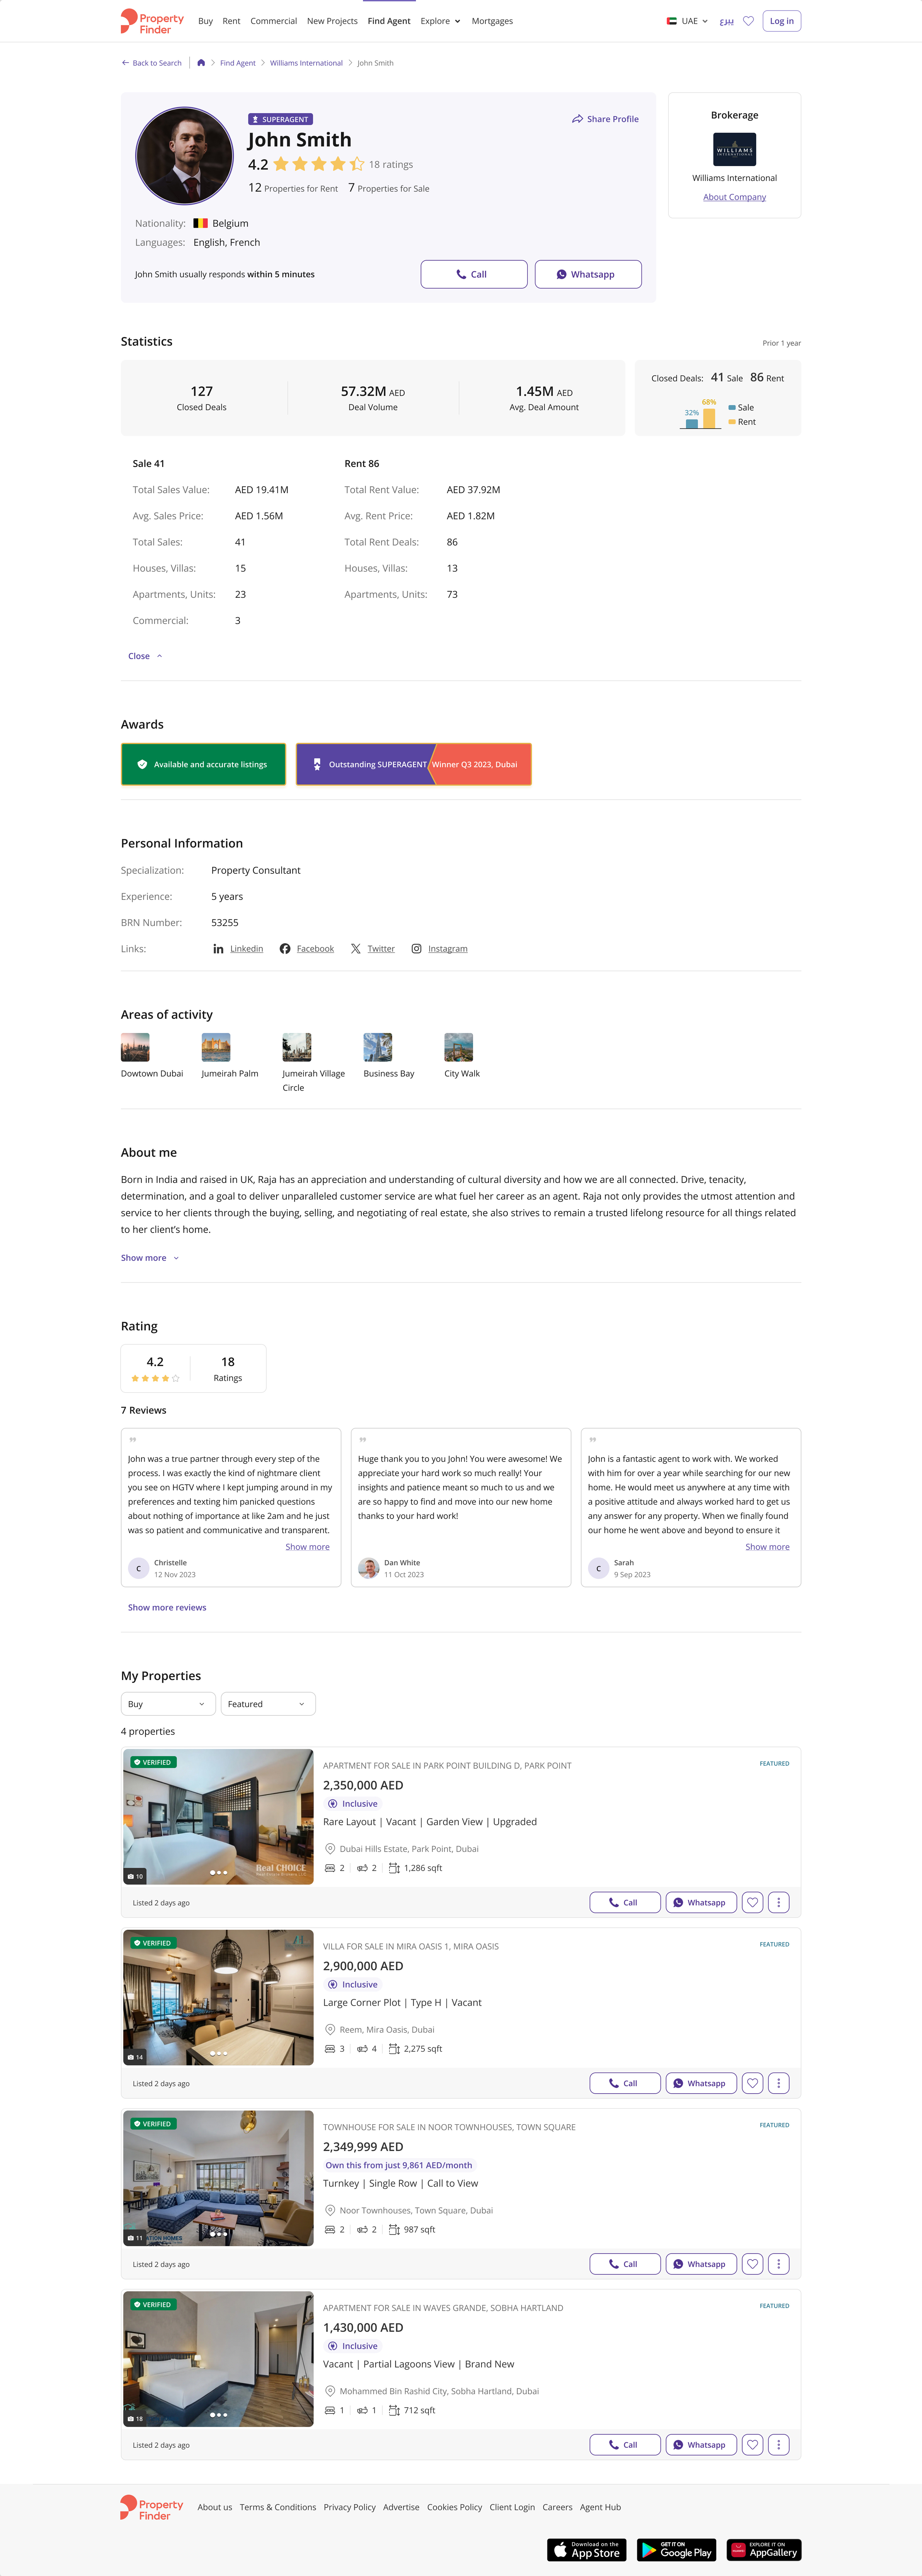 Property Finder
Buy Rent Commercial New Projects Find Agent Explore Mortgages
UAE
Log in
Back to Search
Find Agent Williams International John Smith
SUPERAGENT
Share Profile
John Smith
4.2 18 ratings
12 Properties for Rent 7 Properties for Sale
Nationality: Belgium
Languages: English, French
John Smith usually responds within 5 minutes
Call
Whatsapp
Brokerage
WILLIAMS
INTERNATIONAL
Williams International
About Company
Statistics
Prior 1 year
127
Closed Deals
57.32M AED
Deal Volume
1.45M AED
Avg. Deal Amount
Closed Deals: 41 Sale 86 Rent
32%
68%
Sale
Rent
Sale 41
Total Sales Value: AED 19.41M
Avg. Sales Price: AED 1.56M
Total Sales: 41
Houses, Villas: 15
Apartments, Units: 23
Commercial: 3
Rent 86
Total Rent Value: AED 37.92M
Avg. Rent Price: AED 1.82M
Total Rent Deals: 86
Houses, Villas: 13
Apartments, Units: 73
Close
Awards
Available and accurate listings
Outstanding SUPERAGENT
Winner Q3 2023, Dubai
Personal Information
Specialization: Property Consultant
Experience: 5 years
BRN Number: 53255
Links: Linkedin Facebook Twitter Instagram
Areas of activity
Dowtown Dubai
Jumeirah Palm
Jumeirah Village
Circle
Business Bay
City Walk
About me
Born in India and raised in UK, Raja has an appreciation and understanding of cultural diversity and how we are all connected. Drive, tenacity,
determination, and a goal to deliver unparalleled customer service are what fuel her career as an agent. Raja not only provides the utmost attention and
service to her clients through the buying, selling, and negotiating of real estate, she also strives to remain a trusted lifelong resource for all things related
to her client's home.
Show more
Rating
4.2
18
Ratings
7 Reviews
John was a true partner through every step of the
process. I was exactly the kind of nightmare client
you see on HGTV where I kept jumping around in my
preferences and texting him panicked questions
about nothing of importance at like 2am and he just
was so patient and communicative and transparent.
Show more
C
Christelle
12 Nov 2023
Huge thank you to you John! You were awesome! We
appreciate your hard work so much really! Your
insights and patience meant so much to us and we
are so happy to find and move into our new home
thanks to your hard work!
Dan White
11 Oct 2023
John is a fantastic agent to work with. We worked
with him for over a year while searching for our new
home. He would meet us anywhere at any time with
a positive attitude and always worked hard to get us
any answer for any property. When we finally found
our home he went above and beyond to ensure it
Show more
C
Sarah
9 Sep 2023
Show more reviews
My Properties
Buy
Featured
4 properties
VERIFIED
Real CHOICE
10
APARTMENT FOR SALE IN PARK POINT BUILDING D, PARK POINT
FEATURED
2,350,000 AED
Inclusive
Rare Layout | Vacant | Garden View | Upgraded
Dubai Hills Estate, Park Point, Dubai
2 2 1,286 sqft
Listed 2 days ago
Call
Whatsapp
VERIFIED
14
VILLA FOR SALE IN MIRA OASIS 1, MIRA OASIS
FEATURED
2,900,000 AED
Inclusive
Large Corner Plot | Type H | Vacant
Reem, Mira Oasis, Dubai
3 4 2,275 sqft
Listed 2 days ago
Call
Whatsapp
VERIFIED
11
HOMES
TOWNHOUSE FOR SALE IN NOOR TOWNHOUSES, TOWN SQUARE
FEATURED
2,349,999 AED
Own this from just 9,861 AED/month
Turnkey | Single Row | Call to View
Noor Townhouses, Town Square, Dubai
2 2 987 sqft
Listed 2 days ago
Call
Whatsapp
VERIFIED
18
APARTMENT FOR SALE IN WAVES GRANDE, SOBHA HARTLAND
FEATURED
1,430,000 AED
Inclusive
Vacant | Partial Lagoons View | Brand New
Mohammed Bin Rashid City, Sobha Hartland, Dubai
1 1 712 sqft
Listed 2 days ago
Call
Whatsapp
Property Finder
About us Terms & Conditions Privacy Policy Advertise Cookies Policy Client Login Careers Agent Hub
Download on the
App Store
GET IT ON
Google Play
EXPLORE IT ON
AppGallery